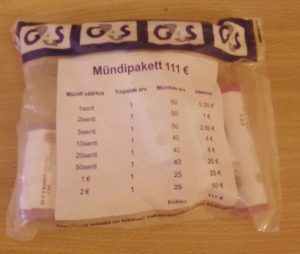 G4S G4S G4S G4S
Mündipakett 111 €
Mündi väärtus Tropside arv Müntide arv Väärtus
1senti 1 50 0,50 €
2senti 1 50 1 €
5senti 1 50 2,50 €
10senti 1 40 4 €
20senti 1 40 8 €
50senti 1 40 20 €
1 € 1 25 25 €
2 € 1 25 50 €
Kokku